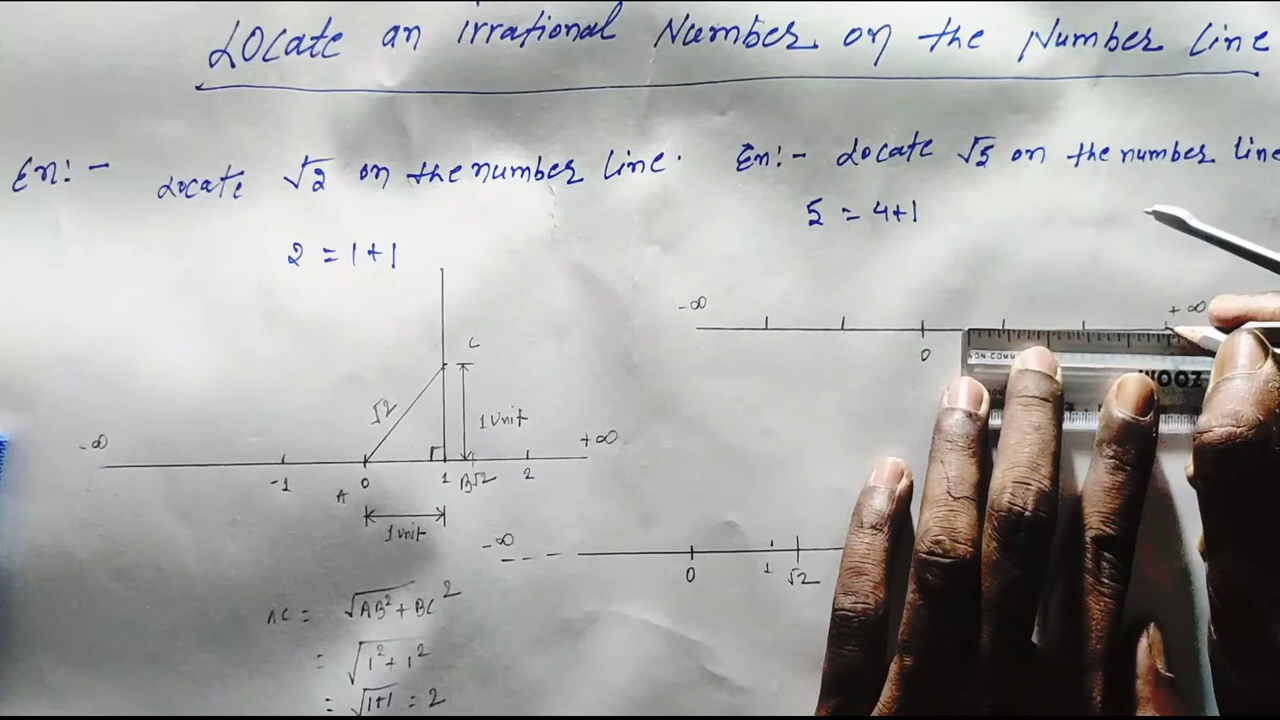 Locate an irrational Number on the Number Line
En:- Locate √2 on the number line.
2 = 1+1
-∞ +∞
-1 0 1 √2 2
A B
C
√2
1 Unit
1 Unit
AC = √AB²+BC²
= √1²+1²
= √1+1 = 2
-∞
0 1 √2
En:- Locate √5 on the number line
5 = 4+1
-∞ +∞
0